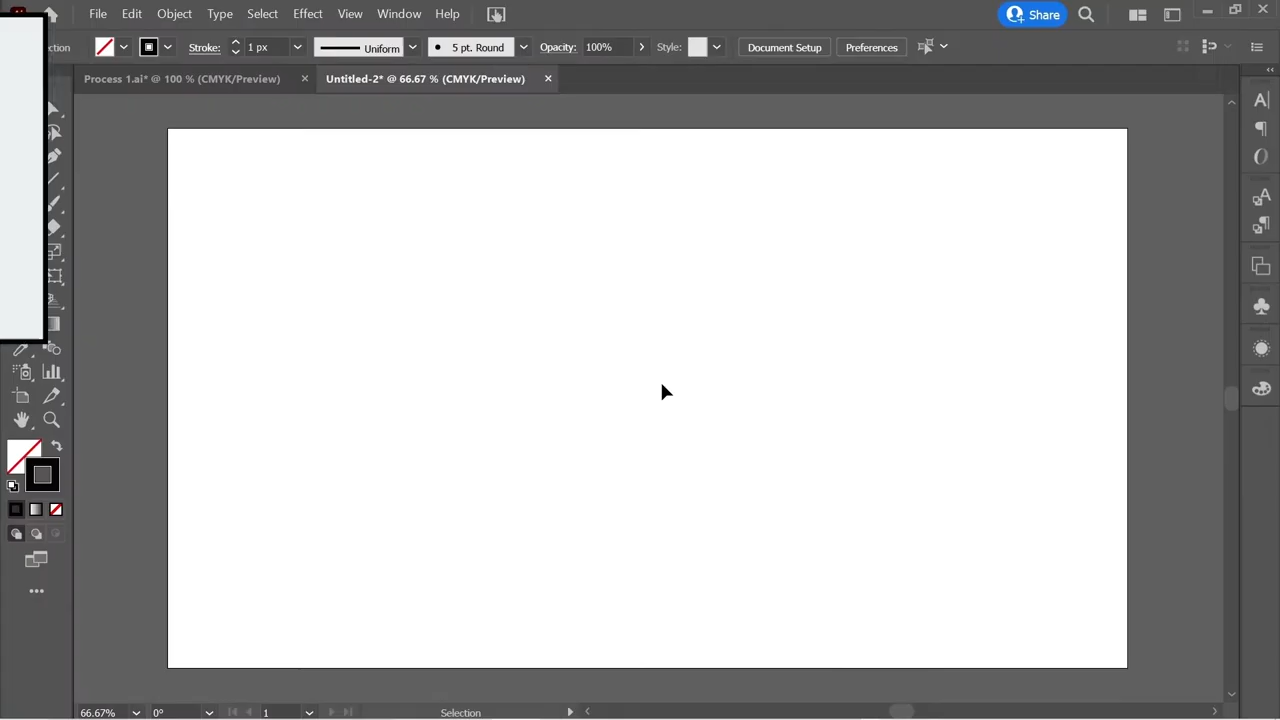 File Edit Object Type Select Effect View Window Help Share
ection Stroke: 1 px Uniform 5 pt. Round Opacity: 100% Style: Document Setup Preferences
Process 1.ai* @ 100 % (CMYK/Preview) Untitled-2* @ 66.67 % (CMYK/Preview)
66.67% 0° 1 Selection